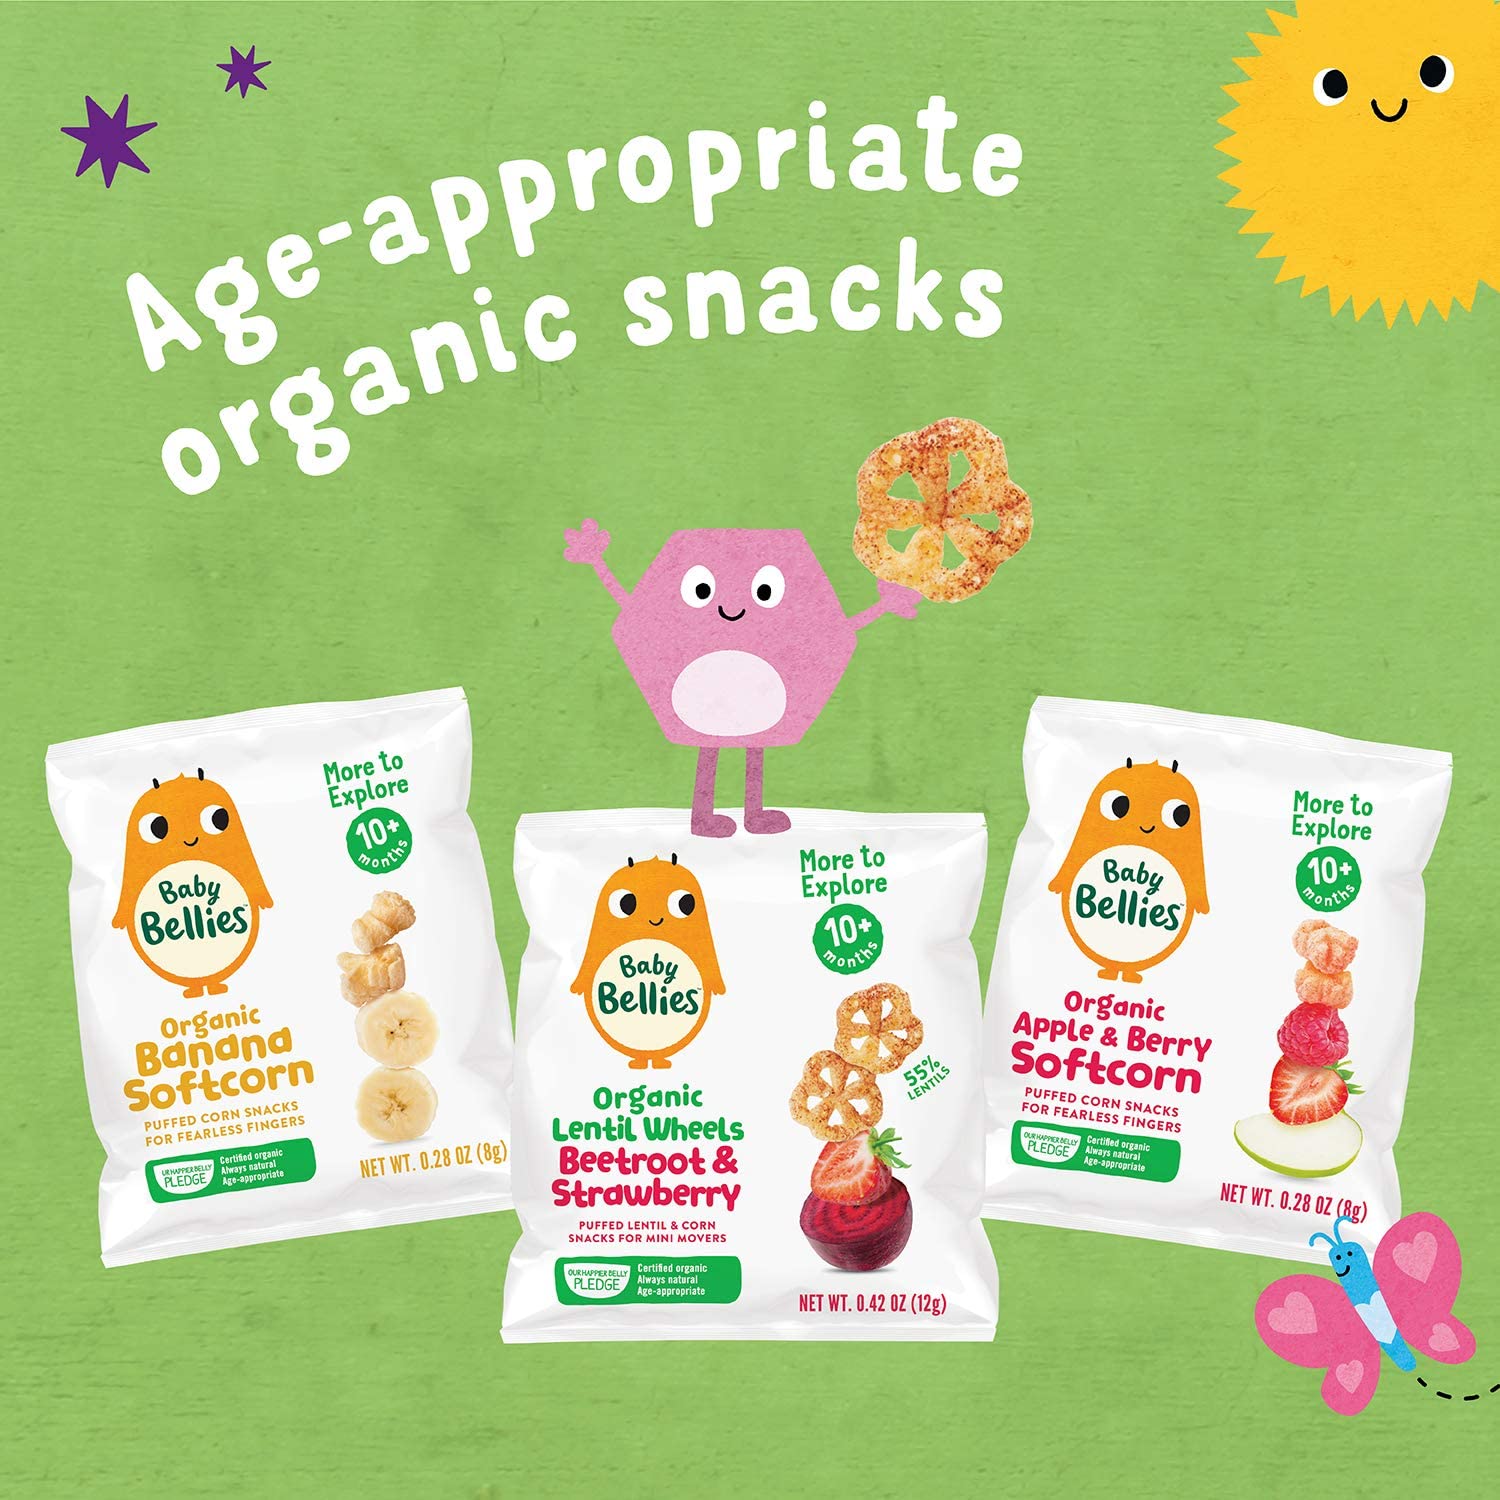 Age-appropriate
organic snacks
More to
Explore
10+
months
Baby
Bellies™
Organic
Banana
Softcorn
PUFFED CORN SNACKS
FOR FEARLESS FINGERS
OUR HAPPIER BELLY
PLEDGE
Certified organic
Always natural
Age-appropriate
NET WT. 0.28 OZ (8g)
More to
Explore
10+
months
Baby
Bellies™
55%
LENTILS
Organic
Lentil Wheels
Beetroot &
Strawberry
PUFFED LENTIL & CORN
SNACKS FOR MINI MOVERS
OUR HAPPIER BELLY
PLEDGE
Certified organic
Always natural
Age-appropriate
NET WT. 0.42 OZ (12g)
More to
Explore
10+
months
Baby
Bellies™
Organic
Apple & Berry
Softcorn
PUFFED CORN SNACKS
FOR FEARLESS FINGERS
OUR HAPPIER BELLY
PLEDGE
Certified organic
Always natural
Age-appropriate
NET WT. 0.28 OZ (8g)